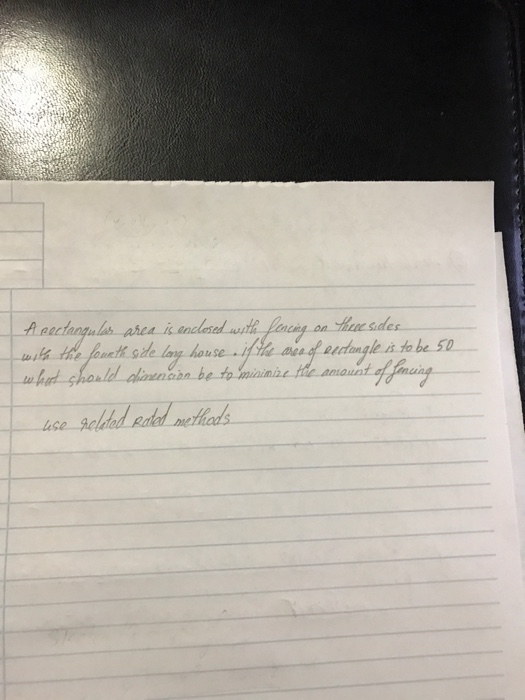 A rectangular area is enclosed with fencing on three sides
with the fourth side long house . if the area of rectangle is to be 50
what should dimension be to minimize the amount of fencing
use related Rated methods